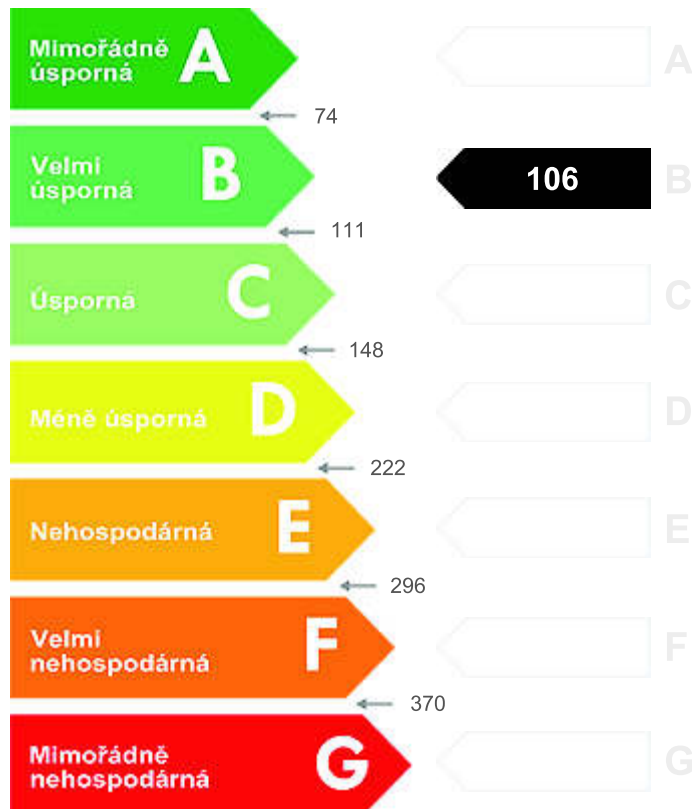 Mimořádně
úsporná
A
A
74
Velmi
úsporná
B
106
B
111
Úsporná
C
C
148
Méně úsporná
D
D
222
Nehospodárná
E
E
296
Velmi
nehospodárná
F
F
370
Mimořádně
nehospodárná
G
G